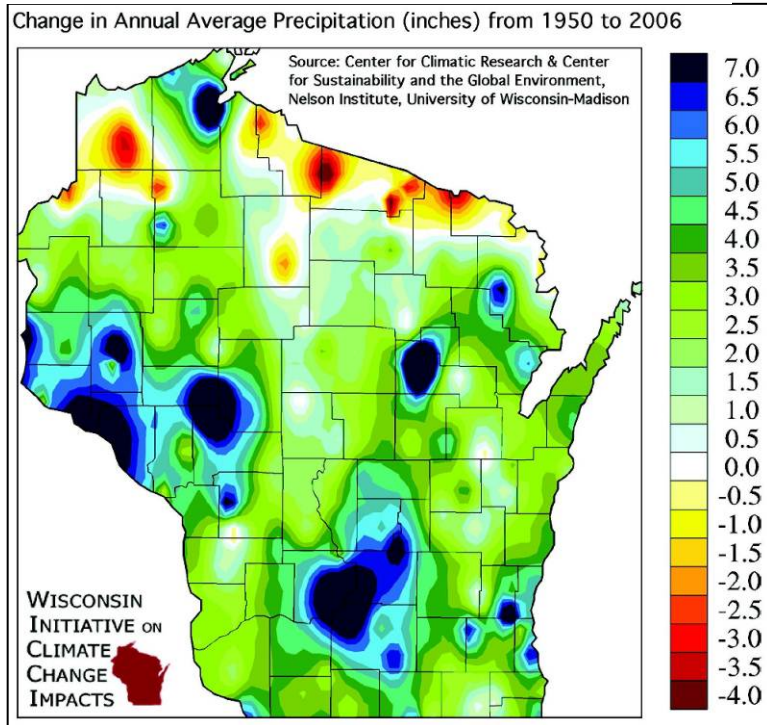 Change in Annual Average Precipitation (inches) from 1950 to 2006
Source: Center for Climatic Research & Center
for Sustainability and the Global Environment,
Nelson Institute, University of Wisconsin-Madison
7.0
6.5
6.0
5.5
5.0
4.5
4.0
3.5
3.0
2.5
2.0
1.5
1.0
0.5
0.0
-0.5
-1.0
-1.5
-2.0
-2.5
-3.0
-3.5
-4.0
WISCONSIN
INITIATIVE ON
CLIMATE
CHANGE
IMPACTS